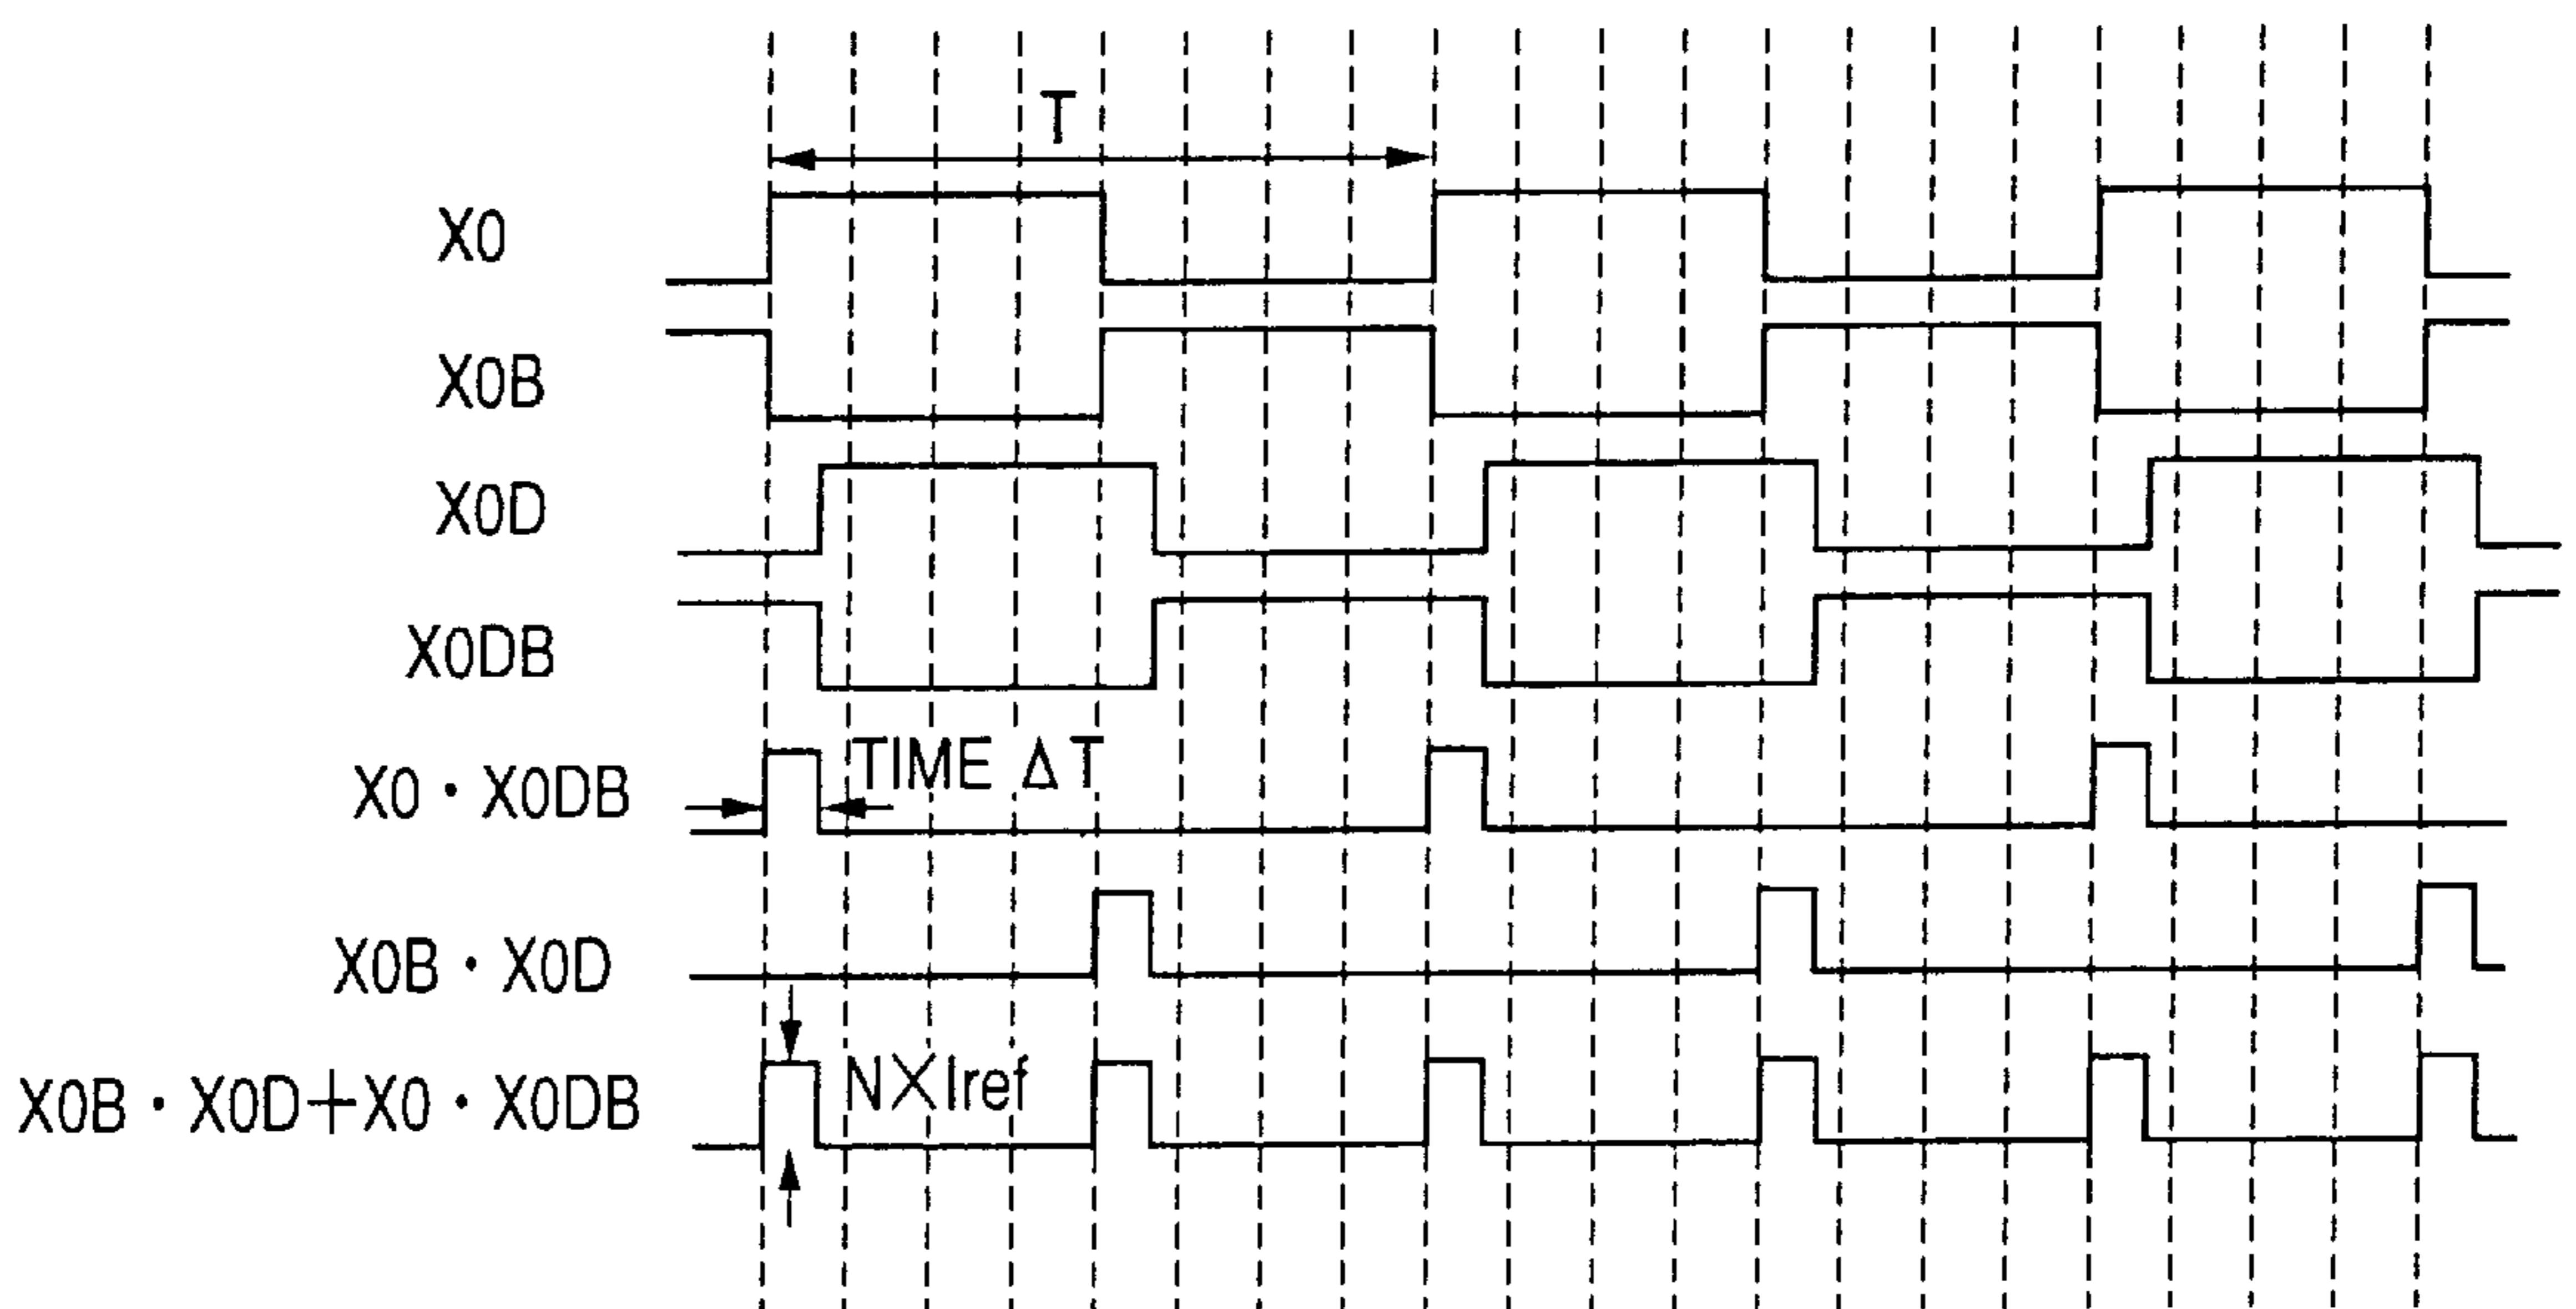 T
X0
X0B
X0D
X0DB
X0・X0DB
TIME ΔT
X0B・X0D
X0B・X0D+X0・X0DB
N×Iref